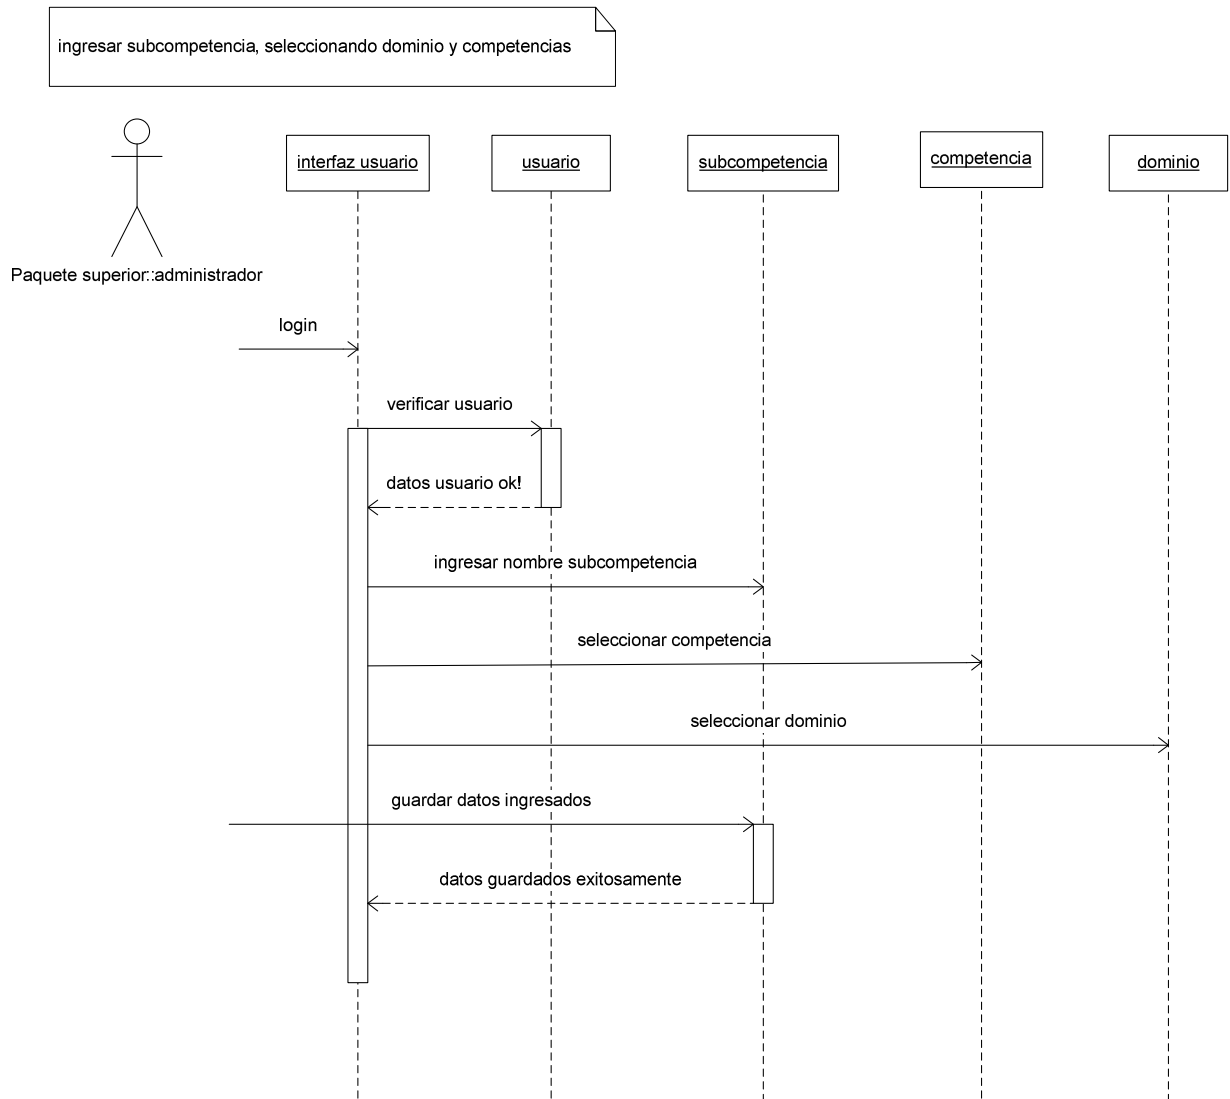 ingresar subcompetencia, seleccionando dominio y competencias
interfaz usuario
usuario
subcompetencia
competencia
dominio
Paquete superior::administrador
login
verificar usuario
datos usuario ok!
ingresar nombre subcompetencia
seleccionar competencia
seleccionar dominio
guardar datos ingresados
datos guardados exitosamente